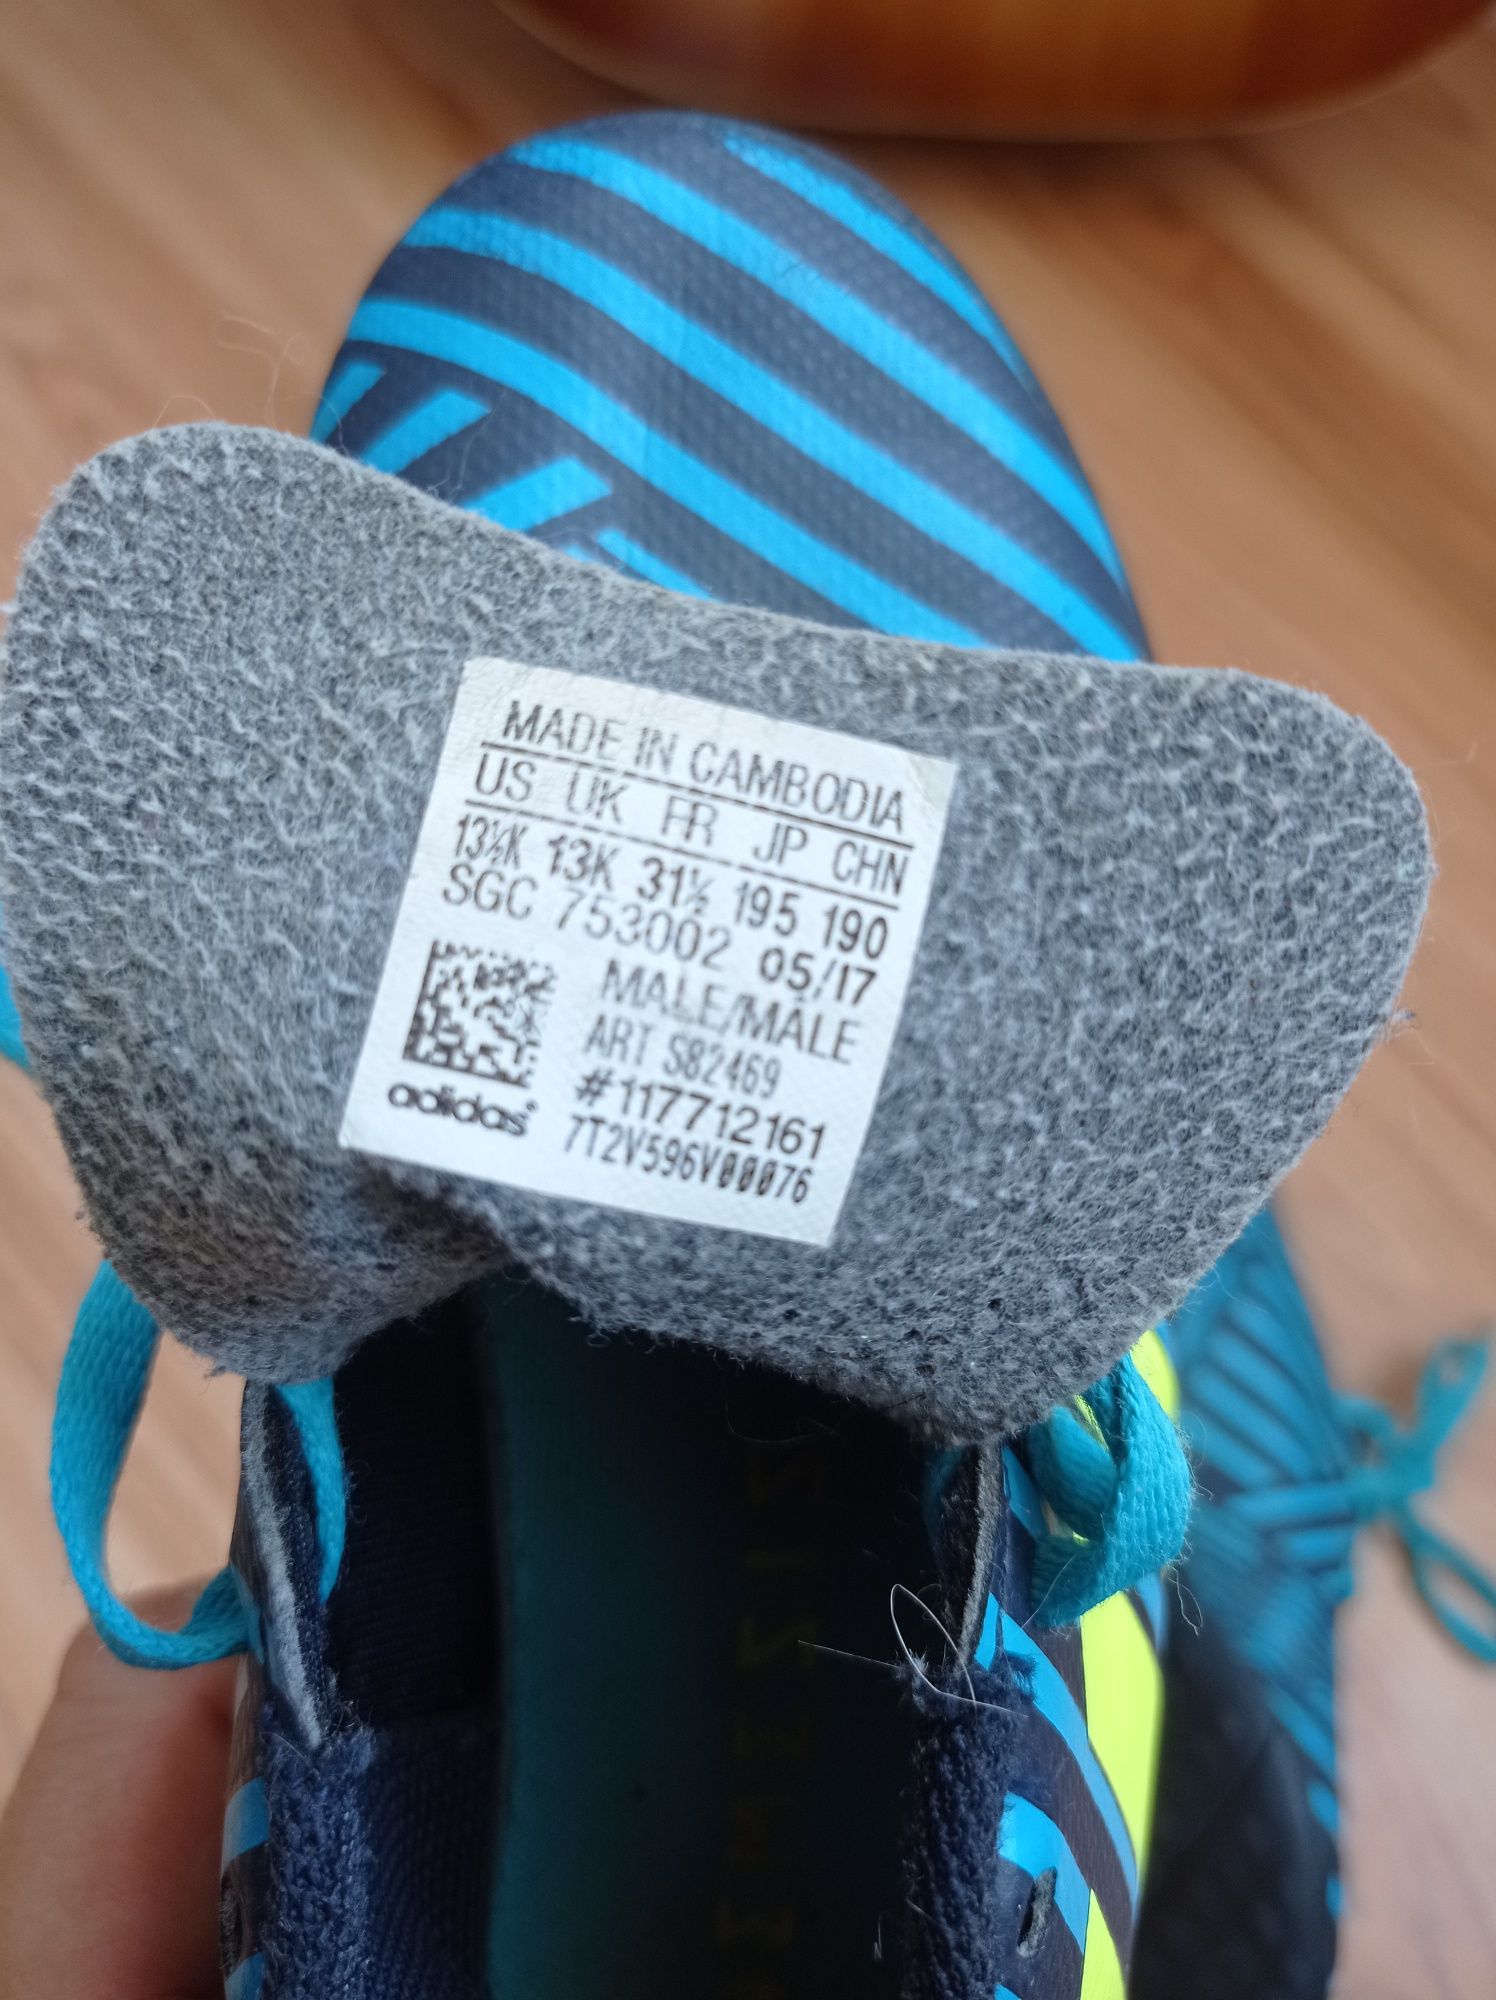 MADE IN CAMBODIA
US UK FR JP CHN
13½K 13K 31½ 195 190
SGC 753002 05/17
MALE/MALE
ART S82469
#117712161
7T2V596V00076
adidas